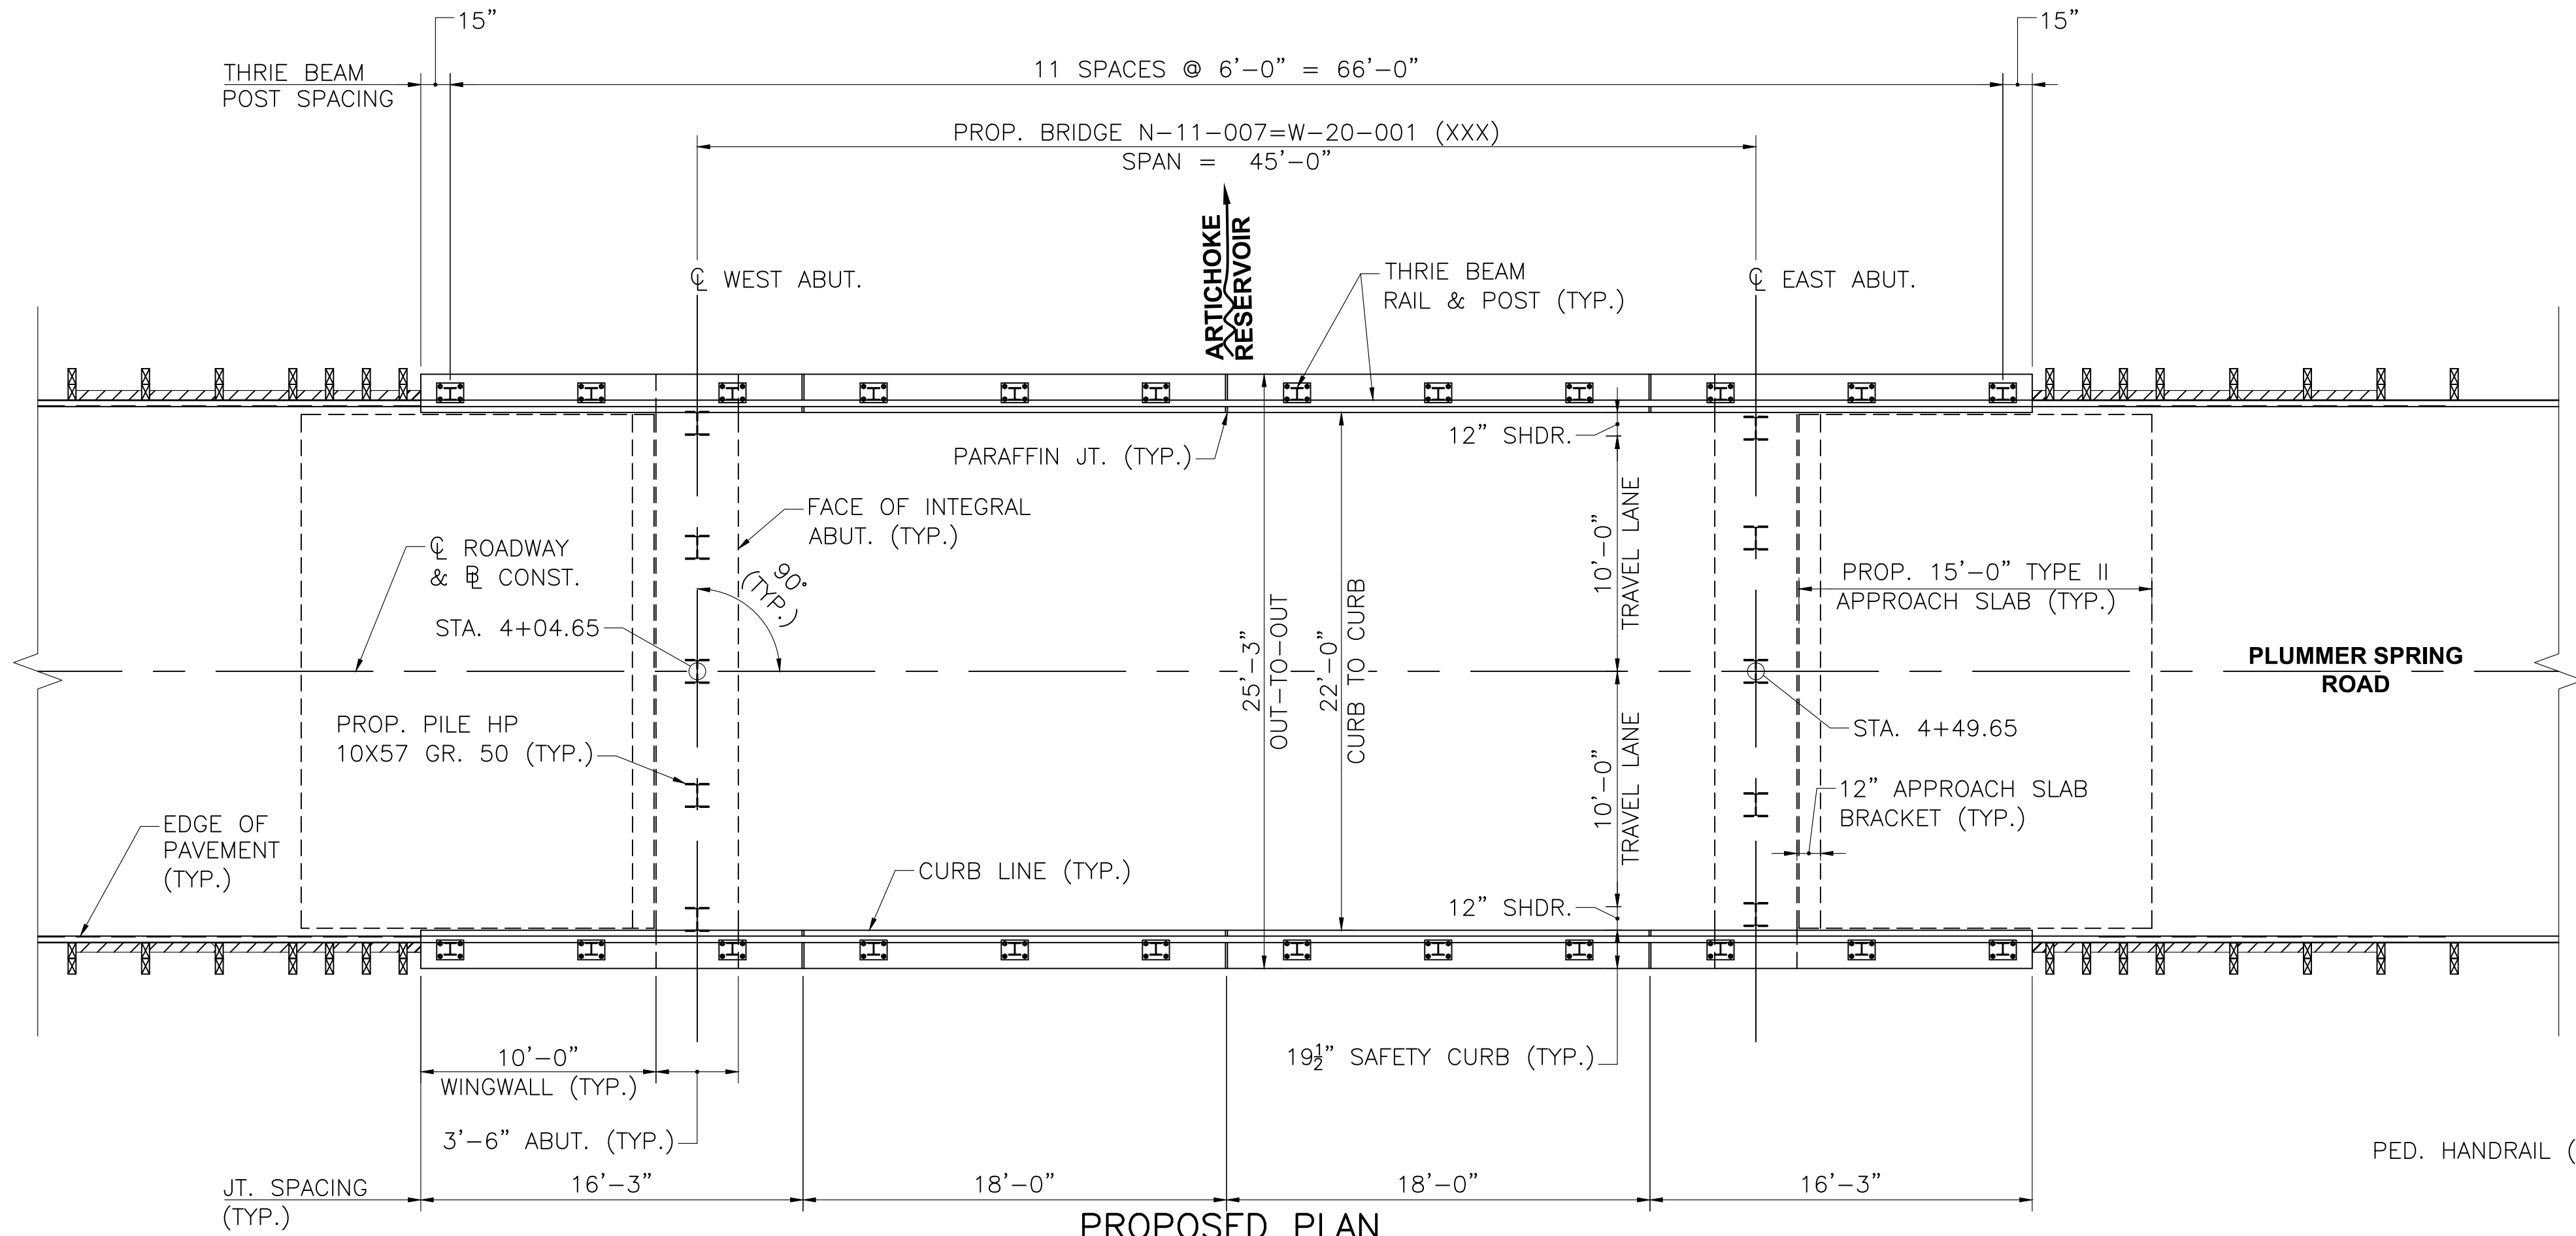 15”
15”
THRIE BEAM
POST SPACING
11 SPACES @ 6’-0” = 66’-0”
PROP. BRIDGE N-11-007=W-20-001 (XXX)
SPAN = 45’-0”
ARTICHOKE
RESERVOIR
℄ WEST ABUT.
THRIE BEAM
RAIL & POST (TYP.)
℄ EAST ABUT.
12” SHDR.
PARAFFIN JT. (TYP.)
FACE OF INTEGRAL
ABUT. (TYP.)
10’-0”
TRAVEL LANE
℄ ROADWAY
& BL CONST.
90°
(TYP.)
PROP. 15’-0” TYPE II
APPROACH SLAB (TYP.)
STA. 4+04.65
25’-3”
OUT-TO-OUT
22’-0”
CURB TO CURB
PLUMMER SPRING
ROAD
PROP. PILE HP
10X57 GR. 50 (TYP.)
STA. 4+49.65
10’-0”
TRAVEL LANE
12” APPROACH SLAB
BRACKET (TYP.)
EDGE OF
PAVEMENT
(TYP.)
CURB LINE (TYP.)
12” SHDR.
10’-0”
WINGWALL (TYP.)
19½” SAFETY CURB (TYP.)
3’-6” ABUT. (TYP.)
PED. HANDRAIL (
JT. SPACING
(TYP.)
16’-3”
18’-0”
18’-0”
16’-3”
PROPOSED PLAN